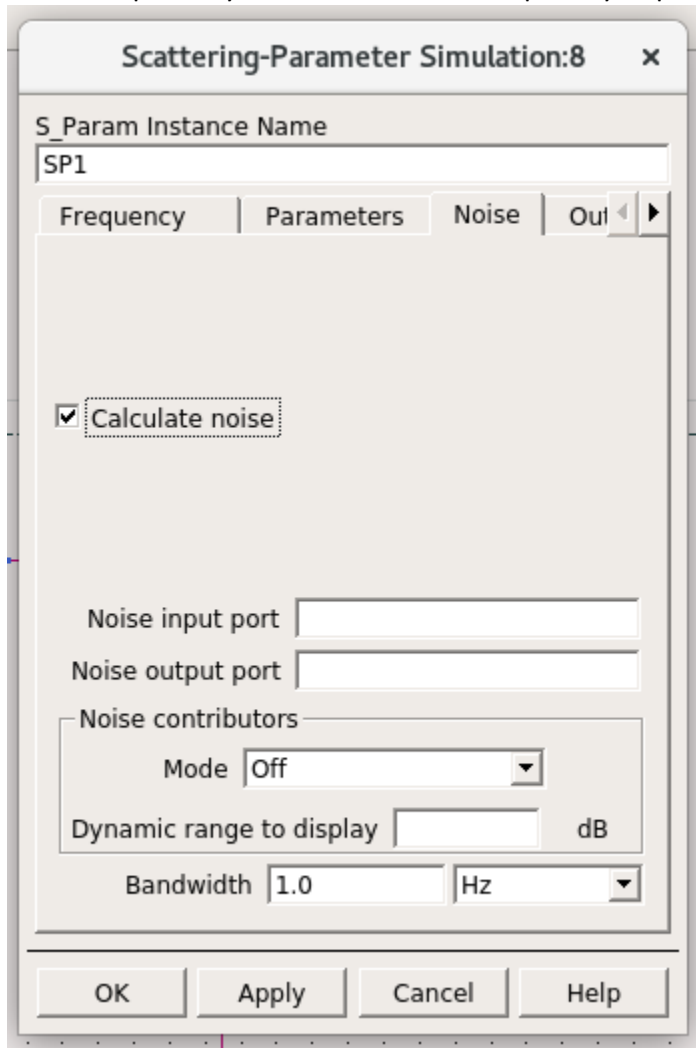 Scattering-Parameter Simulation:8
S_Param Instance Name
SP1
Frequency Parameters Noise Out
Calculate noise
Noise input port
Noise output port
Noise contributors
Mode Off
Dynamic range to display dB
Bandwidth 1.0 Hz
OK Apply Cancel Help